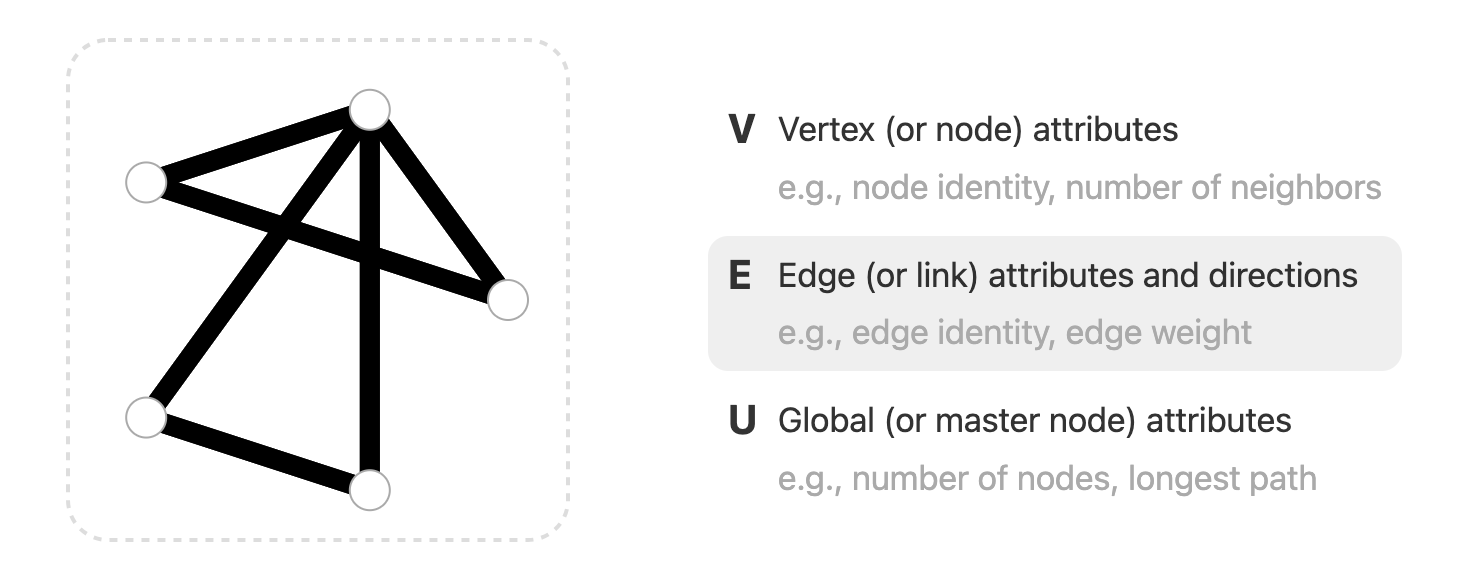 V Vertex (or node) attributes
e.g., node identity, number of neighbors
E Edge (or link) attributes and directions
e.g., edge identity, edge weight
U Global (or master node) attributes
e.g., number of nodes, longest path